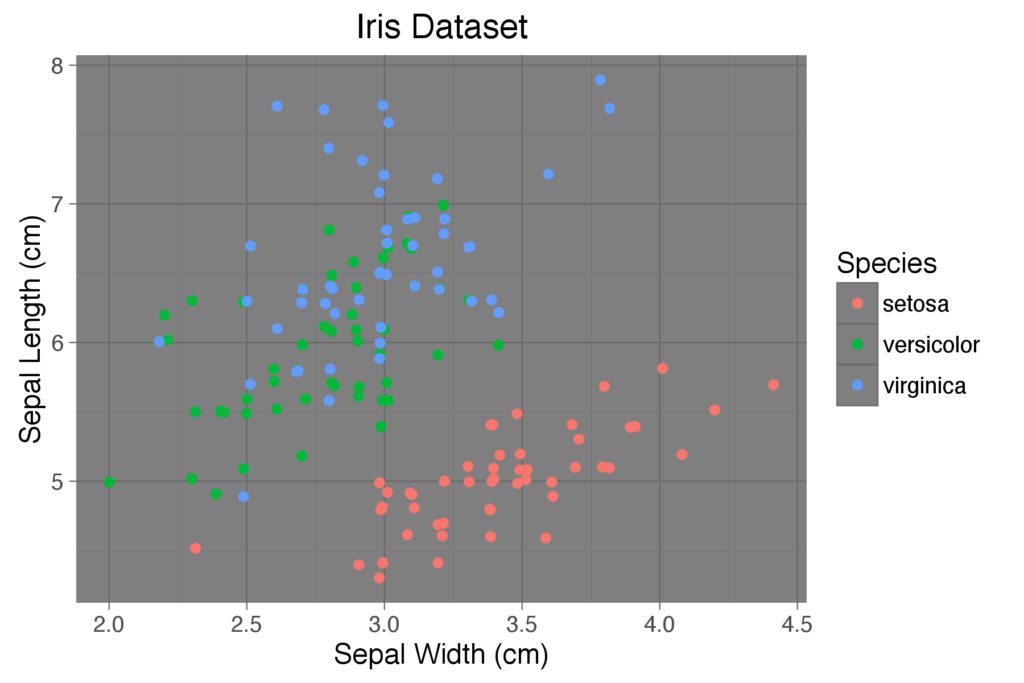 Iris Dataset
8
7
6
5
Sepal Length (cm)
2.0 2.5 3.0 3.5 4.0 4.5
Sepal Width (cm)
Species
setosa
versicolor
virginica